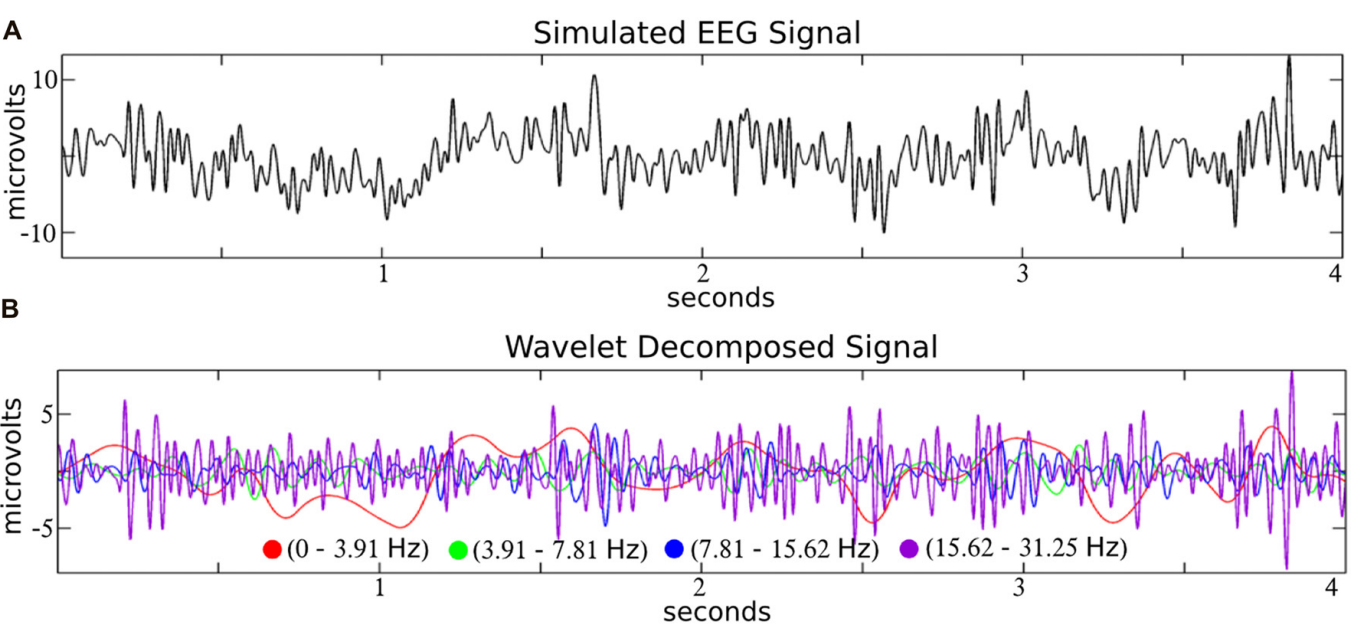 A
Simulated EEG Signal
microvolts
10
-10
1 2 3 4
seconds
B
Wavelet Decomposed Signal
microvolts
5
-5
(0 - 3.91 Hz) (3.91 - 7.81 Hz) (7.81 - 15.62 Hz) (15.62 - 31.25 Hz)
1 2 3 4
seconds